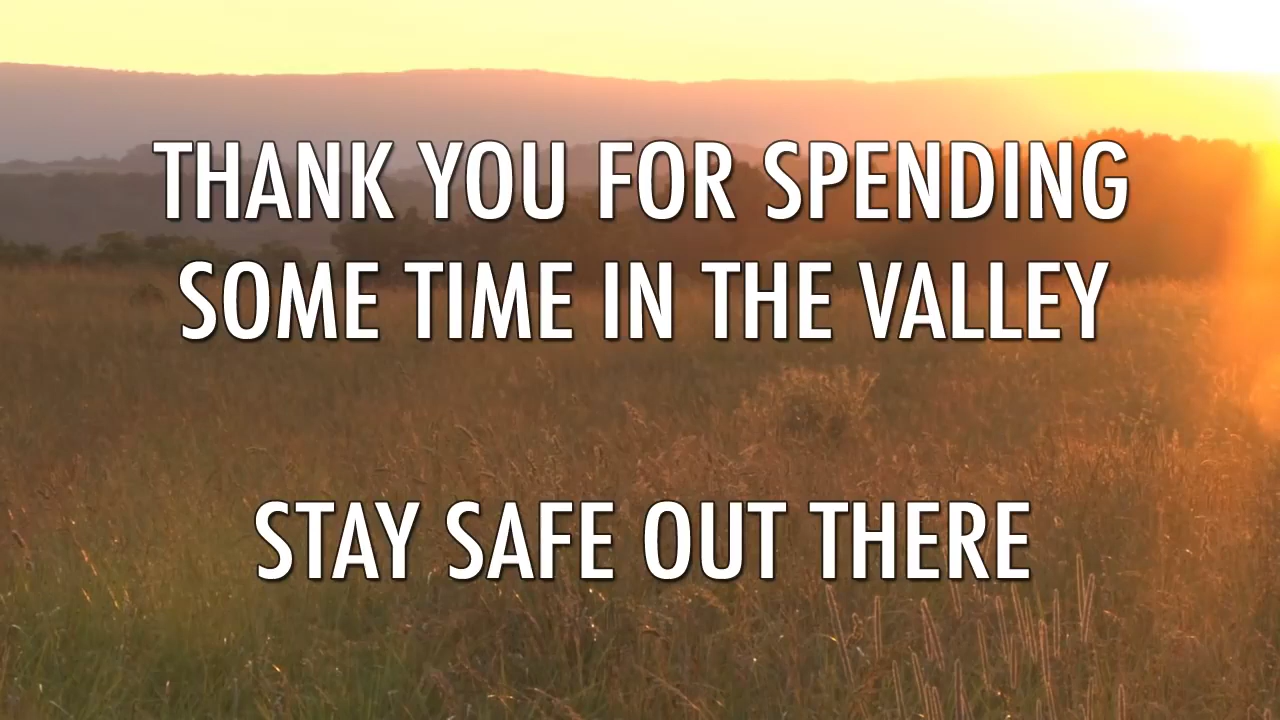 THANK YOU FOR SPENDING
SOME TIME IN THE VALLEY
STAY SAFE OUT THERE